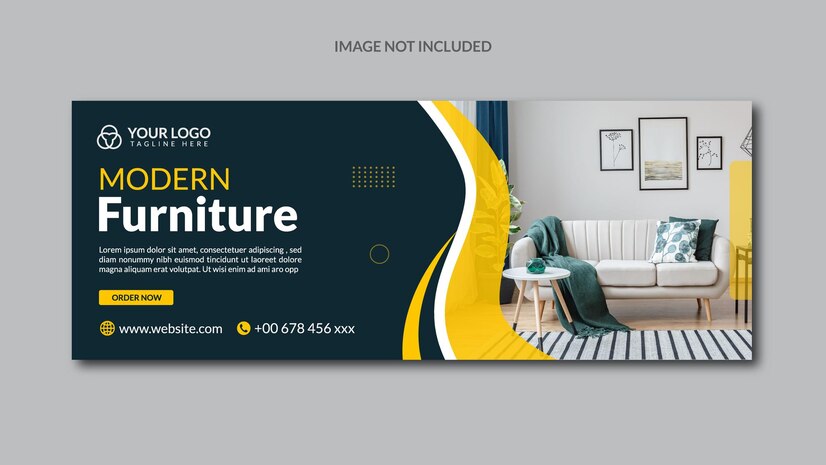 IMAGE NOT INCLUDED
YOUR LOGO
TAGLINE HERE
MODERN
Furniture
Lorem ipsum dolor sit amet, consectetuer adipiscing , sed
diam nonummy nibh euismod tincidunt ut laoreet dolore
magna aliquam erat volutpat. Ut wisi enim ad ami oro opp
ORDER NOW
www.website.com
+00 678 456 xxx